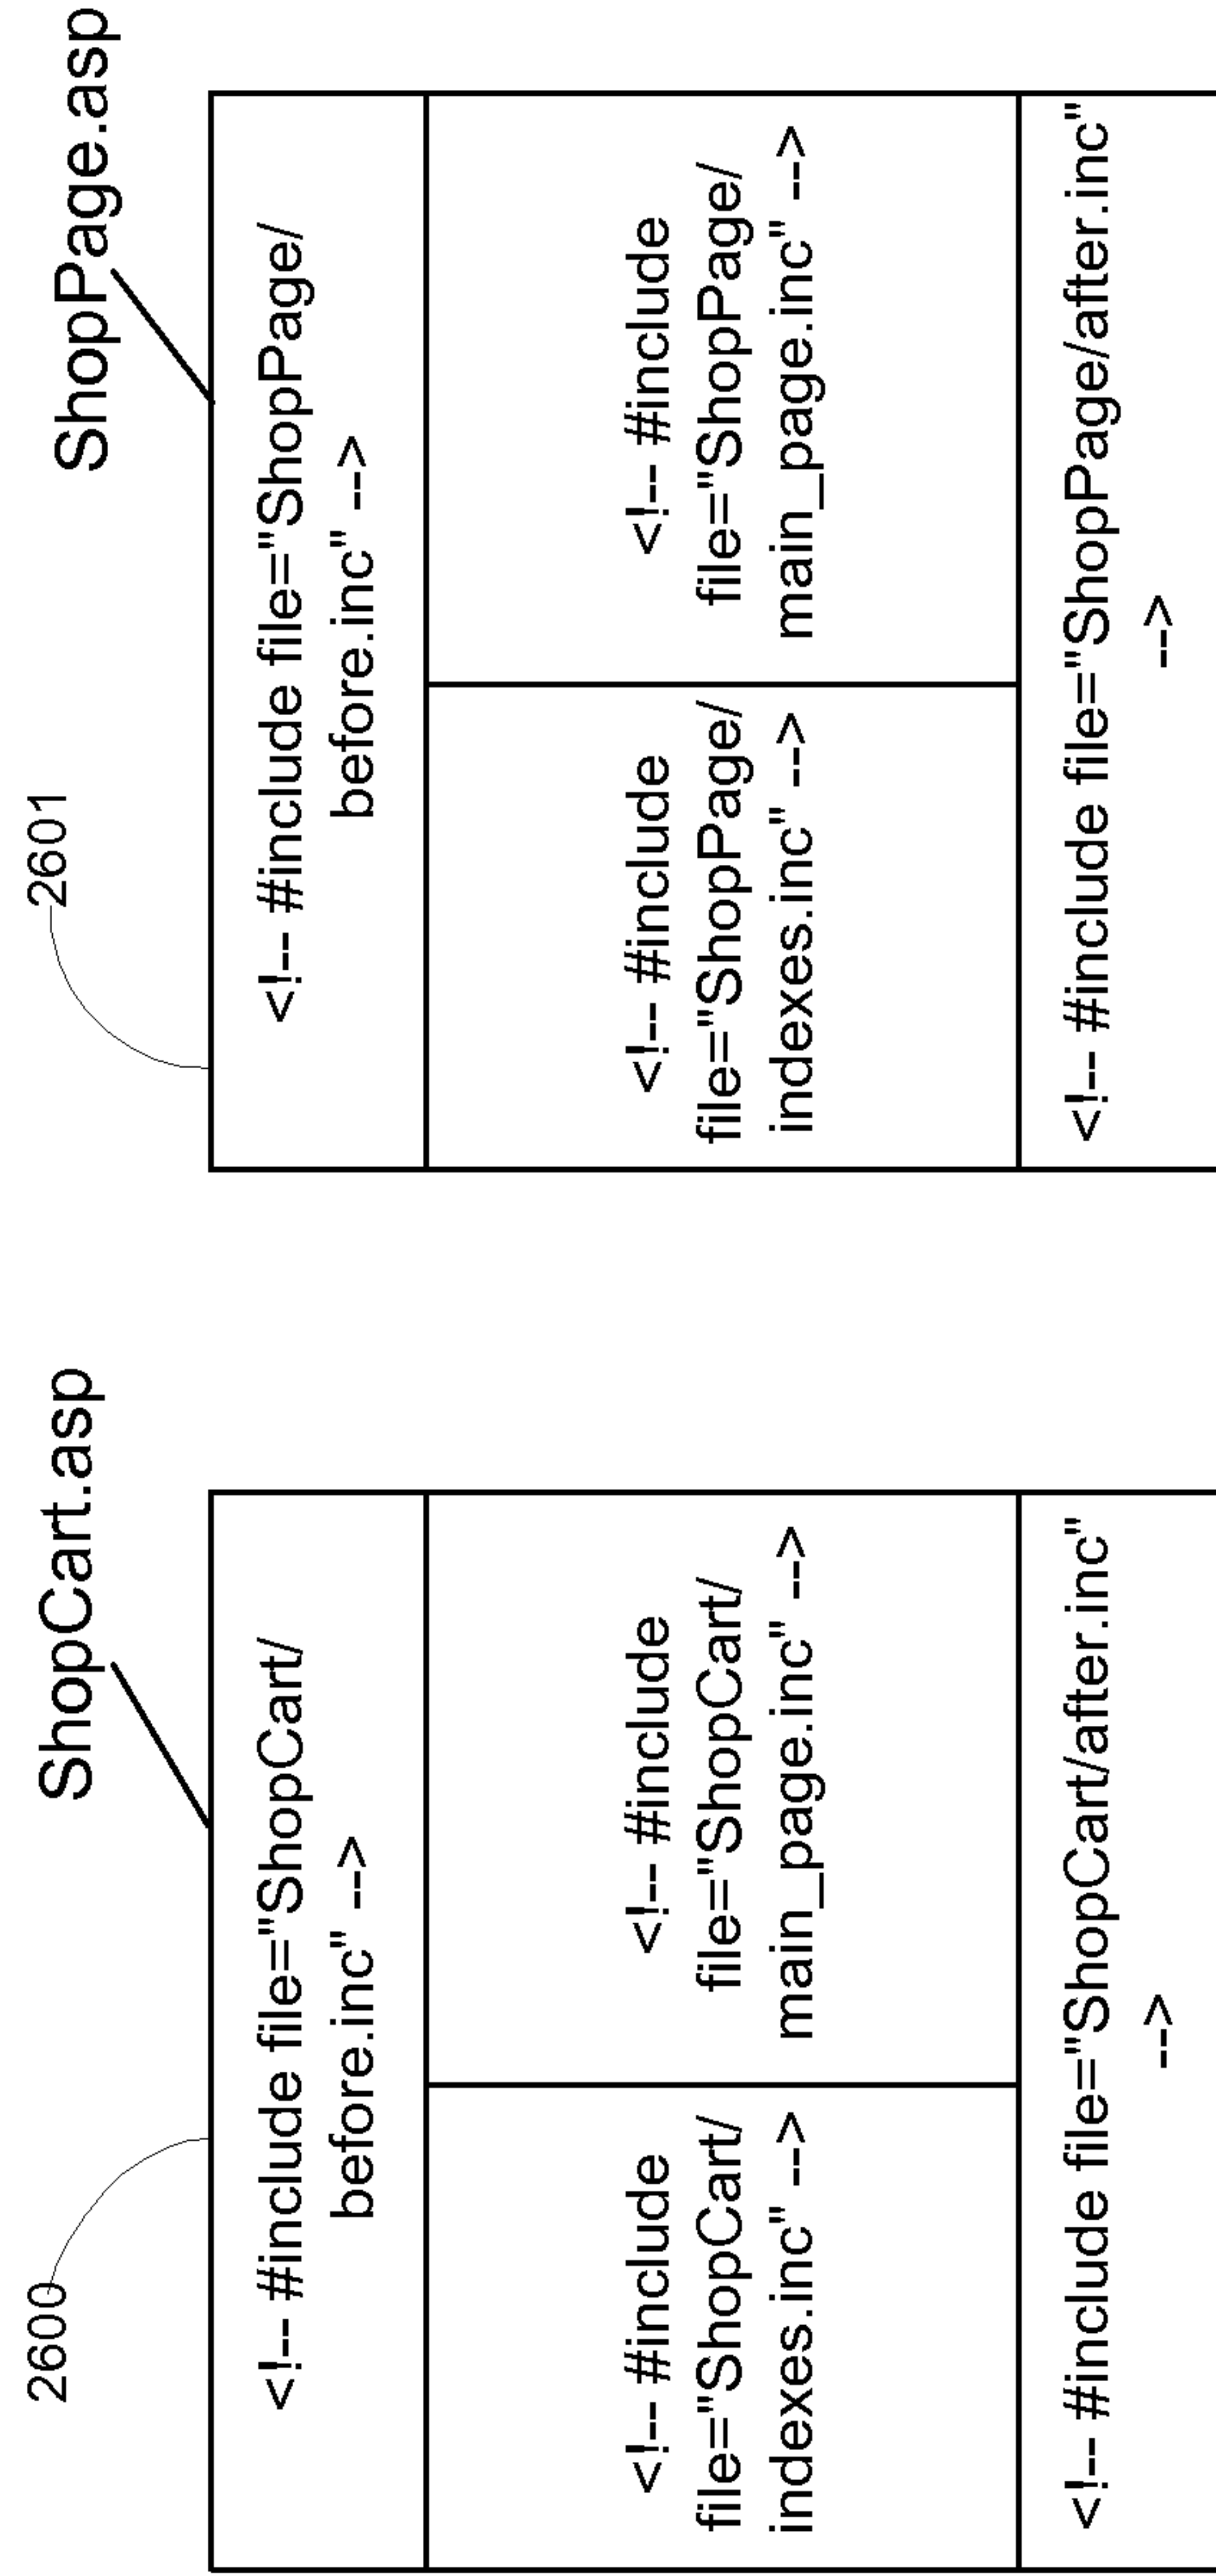 2600
ShopCart.asp
<!-- #include file="ShopCart/
before.inc" -->
<!-- #include
file="ShopCart/
indexes.inc" -->
<!-- #include
file="ShopCart/
main_page.inc" -->
<!-- #include file="ShopCart/after.inc"
-->
2601
ShopPage.asp
<!-- #include file="ShopPage/
before.inc" -->
<!-- #include
file="ShopPage/
indexes.inc" -->
<!-- #include
file="ShopPage/
main_page.inc" -->
<!-- #include file="ShopPage/after.inc"
-->